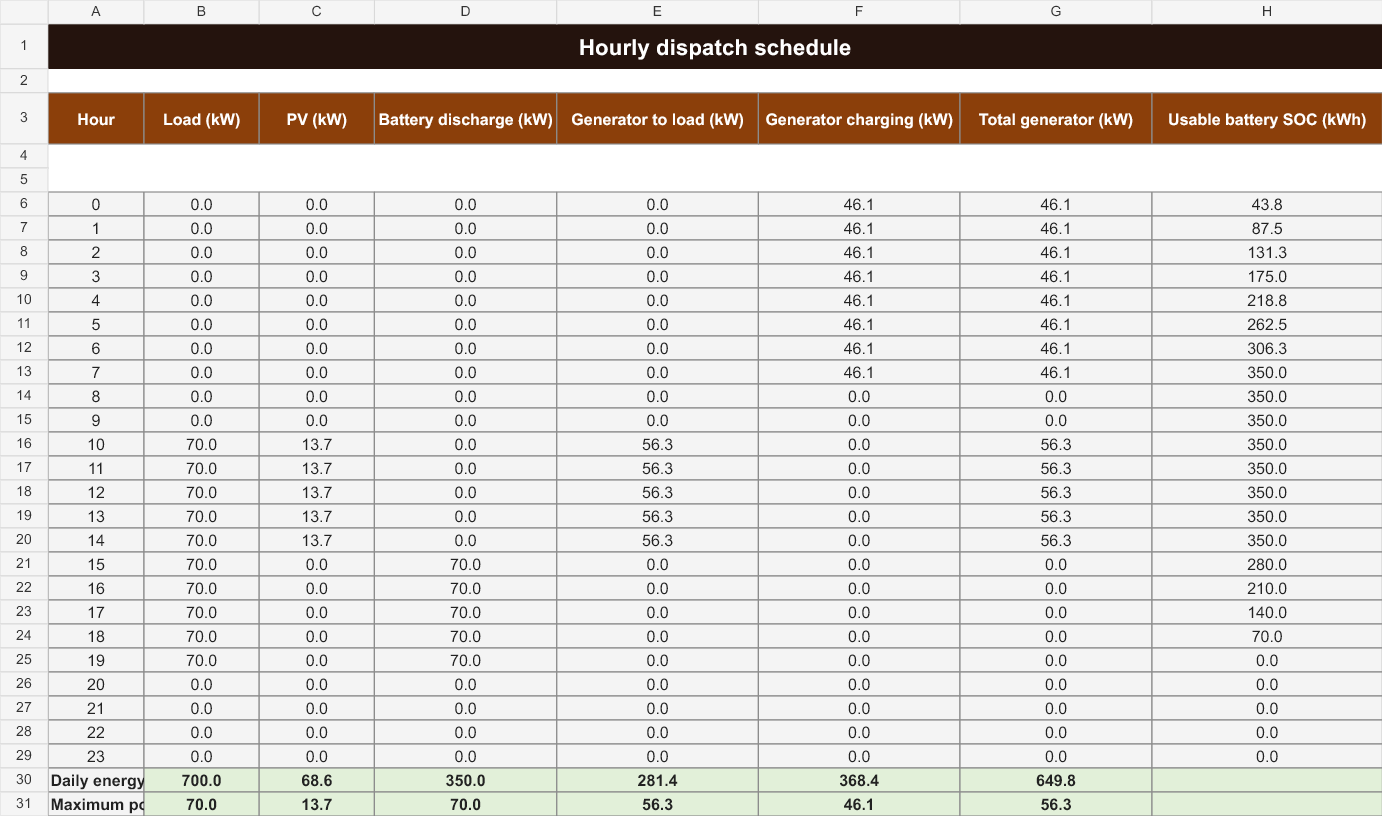 A B C D E F G H
1 Hourly dispatch schedule
2
3 Hour Load (kW) PV (kW) Battery discharge (kW) Generator to load (kW) Generator charging (kW) Total generator (kW) Usable battery SOC (kWh)
4
5
6 0 0.0 0.0 0.0 0.0 46.1 46.1 43.8
7 1 0.0 0.0 0.0 0.0 46.1 46.1 87.5
8 2 0.0 0.0 0.0 0.0 46.1 46.1 131.3
9 3 0.0 0.0 0.0 0.0 46.1 46.1 175.0
10 4 0.0 0.0 0.0 0.0 46.1 46.1 218.8
11 5 0.0 0.0 0.0 0.0 46.1 46.1 262.5
12 6 0.0 0.0 0.0 0.0 46.1 46.1 306.3
13 7 0.0 0.0 0.0 0.0 46.1 46.1 350.0
14 8 0.0 0.0 0.0 0.0 0.0 0.0 350.0
15 9 0.0 0.0 0.0 0.0 0.0 0.0 350.0
16 10 70.0 13.7 0.0 56.3 0.0 56.3 350.0
17 11 70.0 13.7 0.0 56.3 0.0 56.3 350.0
18 12 70.0 13.7 0.0 56.3 0.0 56.3 350.0
19 13 70.0 13.7 0.0 56.3 0.0 56.3 350.0
20 14 70.0 13.7 0.0 56.3 0.0 56.3 350.0
21 15 70.0 0.0 70.0 0.0 0.0 0.0 280.0
22 16 70.0 0.0 70.0 0.0 0.0 0.0 210.0
23 17 70.0 0.0 70.0 0.0 0.0 0.0 140.0
24 18 70.0 0.0 70.0 0.0 0.0 0.0 70.0
25 19 70.0 0.0 70.0 0.0 0.0 0.0 0.0
26 20 0.0 0.0 0.0 0.0 0.0 0.0 0.0
27 21 0.0 0.0 0.0 0.0 0.0 0.0 0.0
28 22 0.0 0.0 0.0 0.0 0.0 0.0 0.0
29 23 0.0 0.0 0.0 0.0 0.0 0.0 0.0
30 Daily energy 700.0 68.6 350.0 281.4 368.4 649.8
31 Maximum 70.0 13.7 70.0 56.3 46.1 56.3